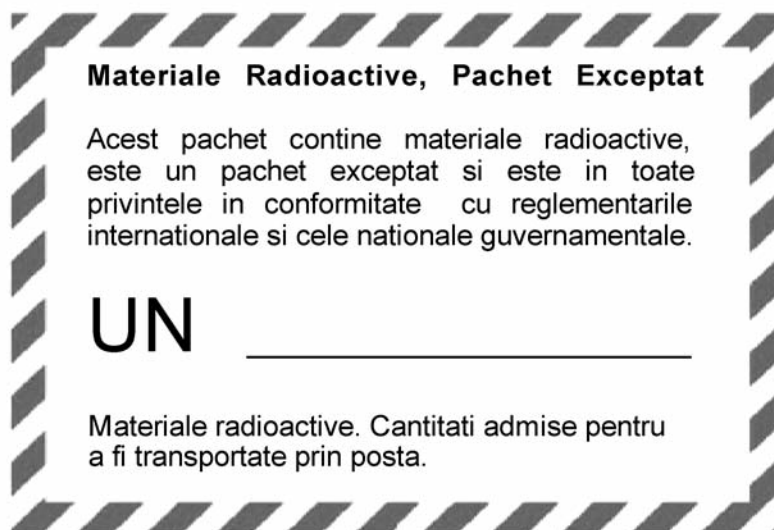 Materiale Radioactive, Pachet Exceptat
Acest pachet contine materiale radioactive,
este un pachet exceptat si este in toate
privintele in conformitate cu reglementarile
internationale si cele nationale guvernamentale.
UN
Materiale radioactive. Cantitati admise pentru
a fi transportate prin posta.